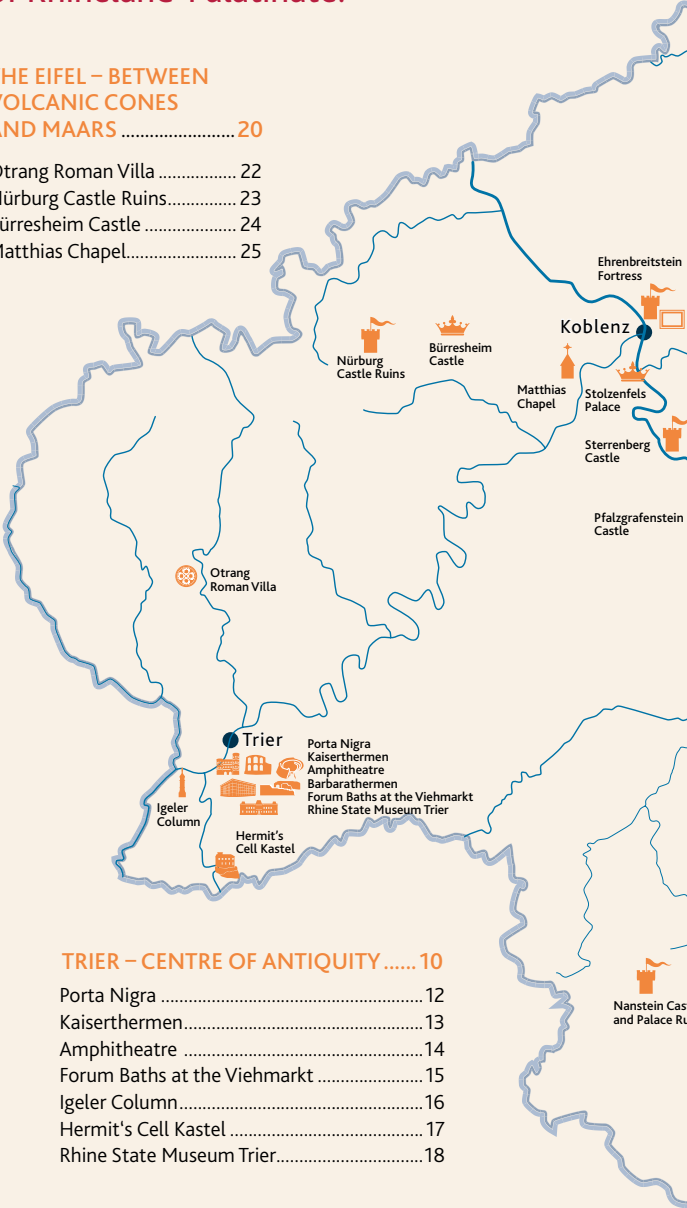 THE EIFEL – BETWEEN
VOLCANIC CONES
AND MAARS ........................ 20
Otrang Roman Villa ................ 22
Nürburg Castle Ruins.............. 23
Bürresheim Castle ................... 24
Matthias Chapel....................... 25
Ehrenbreitstein
Fortress
Koblenz
Nürburg
Castle Ruins
Bürresheim
Castle
Matthias
Chapel
Stolzenfels
Palace
Sterrenberg
Castle
Pfalzgrafenstein
Castle
Otrang
Roman Villa
Trier
Porta Nigra
Kaiserthermen
Amphitheatre
Barbarathermen
Forum Baths at the Viehmarkt
Rhine State Museum Trier
Igeler
Column
Hermit's
Cell Kastel
Nanstein
and Palace
TRIER – CENTRE OF ANTIQUITY ...... 10
Porta Nigra ..................................................... 12
Kaiserthermen................................................ 13
Amphitheatre ................................................. 14
Forum Baths at the Viehmarkt ...................... 15
Igeler Column................................................. 16
Hermit‘s Cell Kastel ....................................... 17
Rhine State Museum Trier.............................. 18